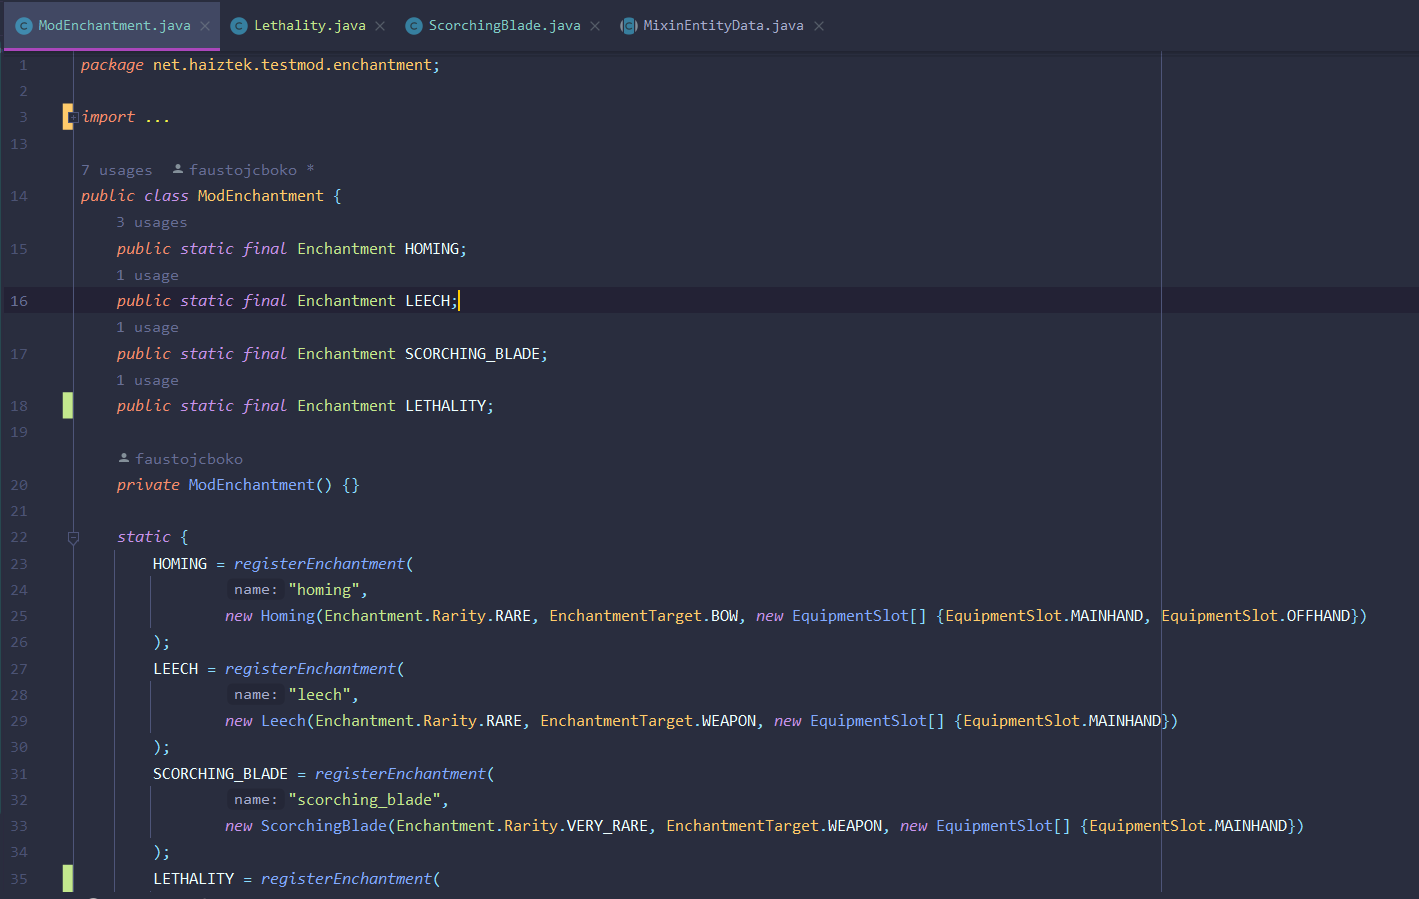 ModEnchantment.java Lethality.java ScorchingBlade.java MixinEntityData.java
1 package net.haiztek.testmod.enchantment;
2
3 import ...
13
7 usages faustojcboko *
14 public class ModEnchantment {
3 usages
15 public static final Enchantment HOMING;
1 usage
16 public static final Enchantment LEECH;
1 usage
17 public static final Enchantment SCORCHING_BLADE;
1 usage
18 public static final Enchantment LETHALITY;
19
faustojcboko
20 private ModEnchantment() {}
21
22 static {
23 HOMING = registerEnchantment(
24 name: "homing",
25 new Homing(Enchantment.Rarity.RARE, EnchantmentTarget.BOW, new EquipmentSlot[] {EquipmentSlot.MAINHAND, EquipmentSlot.OFFHAND})
26 );
27 LEECH = registerEnchantment(
28 name: "leech",
29 new Leech(Enchantment.Rarity.RARE, EnchantmentTarget.WEAPON, new EquipmentSlot[] {EquipmentSlot.MAINHAND})
30 );
31 SCORCHING_BLADE = registerEnchantment(
32 name: "scorching_blade",
33 new ScorchingBlade(Enchantment.Rarity.VERY_RARE, EnchantmentTarget.WEAPON, new EquipmentSlot[] {EquipmentSlot.MAINHAND})
34 );
35 LETHALITY = registerEnchantment(